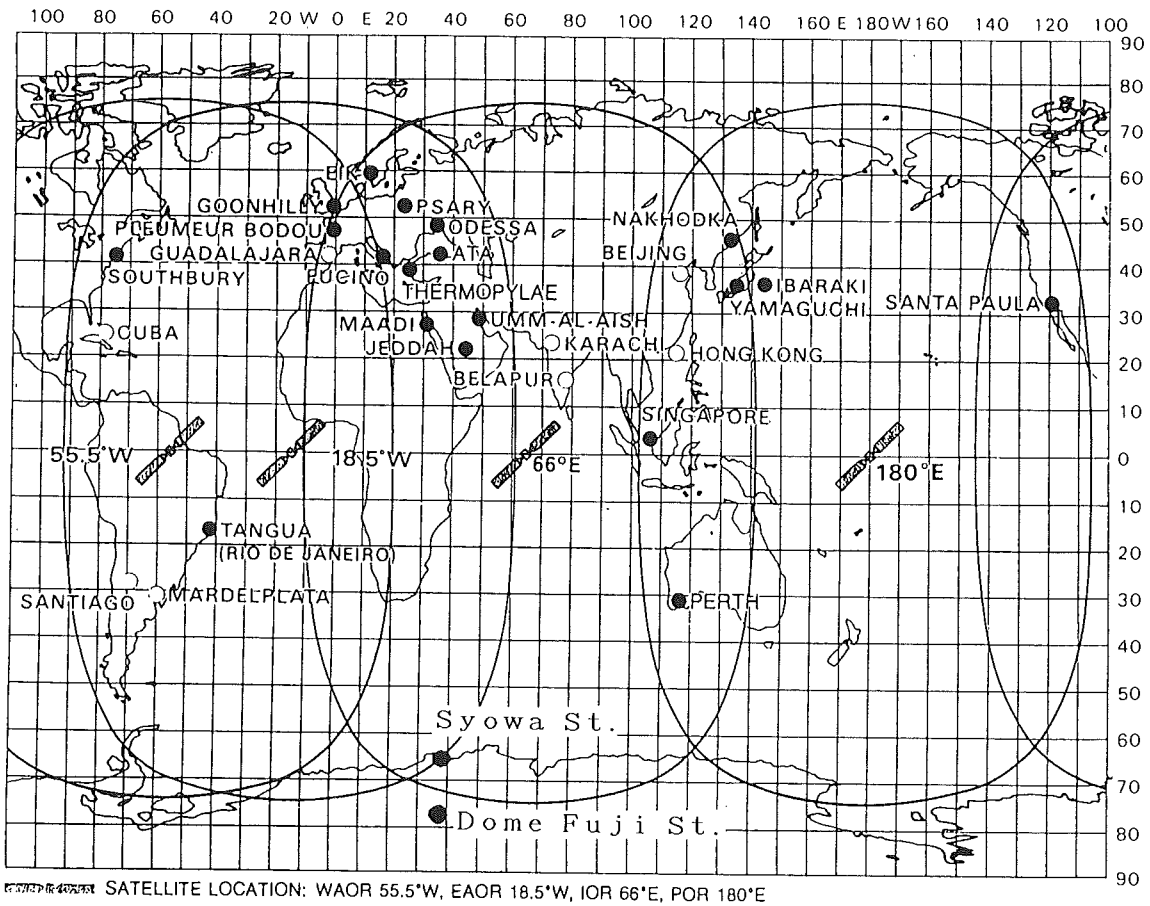 100 80 60 40 20 W 0 E 20 40 60 80 100 120 140 160 E 180W 160 140 120 100
90
80
70
60
50
40
30
20
10
0
10
20
30
40
50
60
70
80
90
EIK
GOONHILLY
PSARY
PLEUMEUR BODOU
ODESSA
GUADALAJARA
ATA
SOUTHBURY
FUCINO
THERMOPYLAE
NAKHODKA
BEIJING
IBARAKI
YAMAGUCHI
SANTA PAULA
CUBA
MAADI
UMM-AL-AISH
JEDDAH
KARACHI
HONG KONG
BELAPUR
SINGAPORE
55.5°W
18.5°W
66°E
180°E
TANGUA
(RIO DE JANEIRO)
SANTIAGO
MARDELPLATA
PERTH
Syowa St.
Dome Fuji St.
SATELLITE LOCATION: WAOR 55.5°W, EAOR 18.5°W, IOR 66°E, POR 180°E